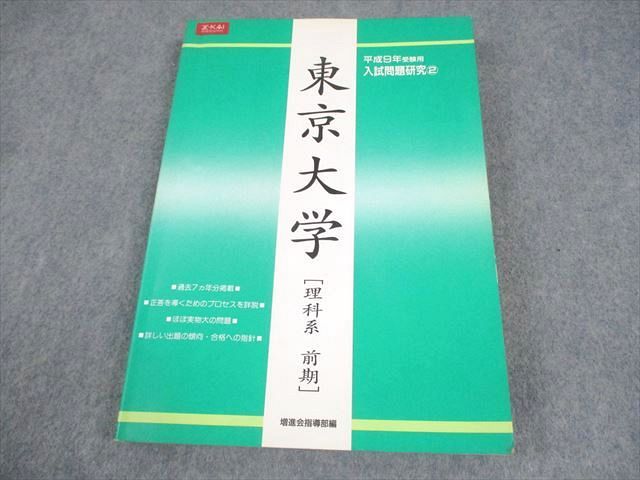 Z-KAI
平成9年受験用
入試問題研究②
東京大学
[理科系 前期]
■過去7ヵ年分掲載■
■正答を導くためのプロセスを詳説■
■ほぼ実物大の問題■
■詳しい出題の傾向・合格への指針■
増進会指導部編